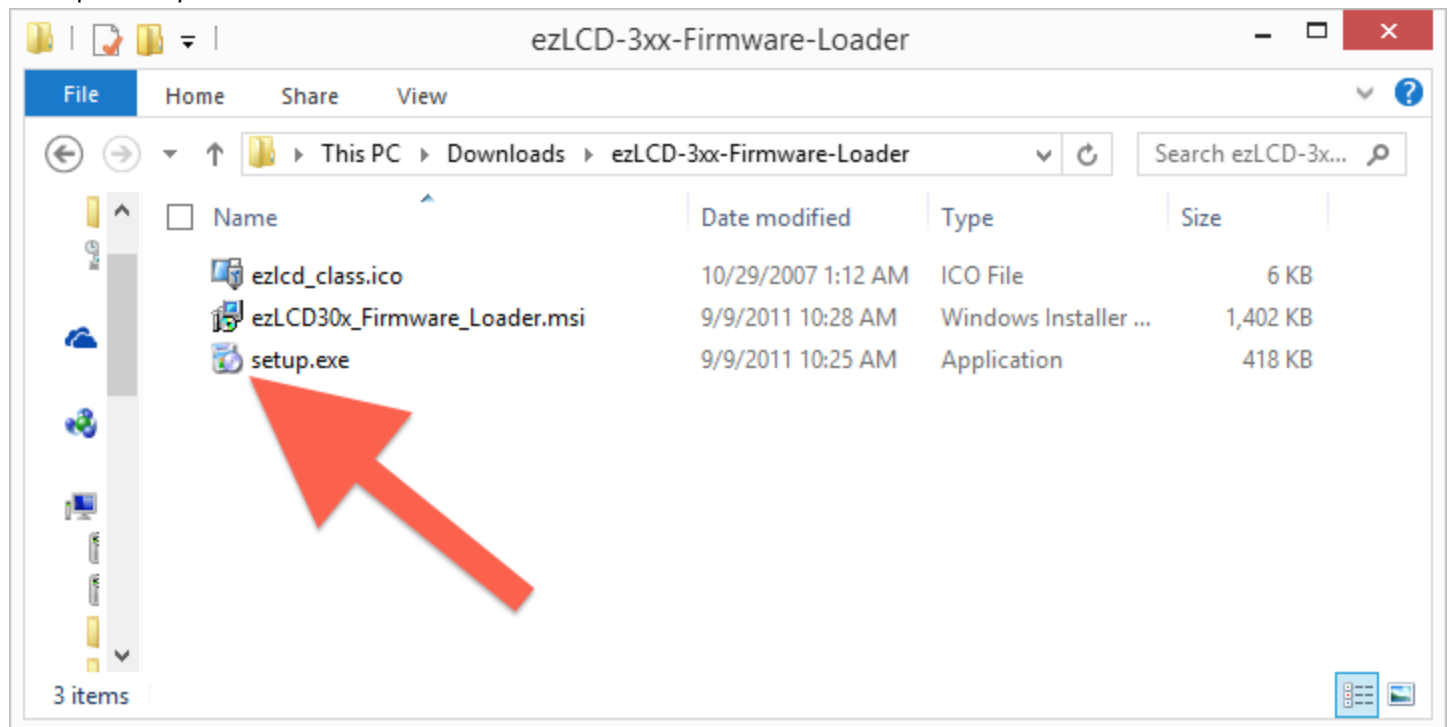 ezLCD-3xx-Firmware-Loader
File Home Share View
This PC Downloads ezLCD-3xx-Firmware-Loader Search ezLCD-3x...
Name Date modified Type Size
ezlcd_class.ico 10/29/2007 1:12 AM ICO File 6 KB
ezLCD30x_Firmware_Loader.msi 9/9/2011 10:28 AM Windows Installer ... 1,402 KB
setup.exe 9/9/2011 10:25 AM Application 418 KB
3 items